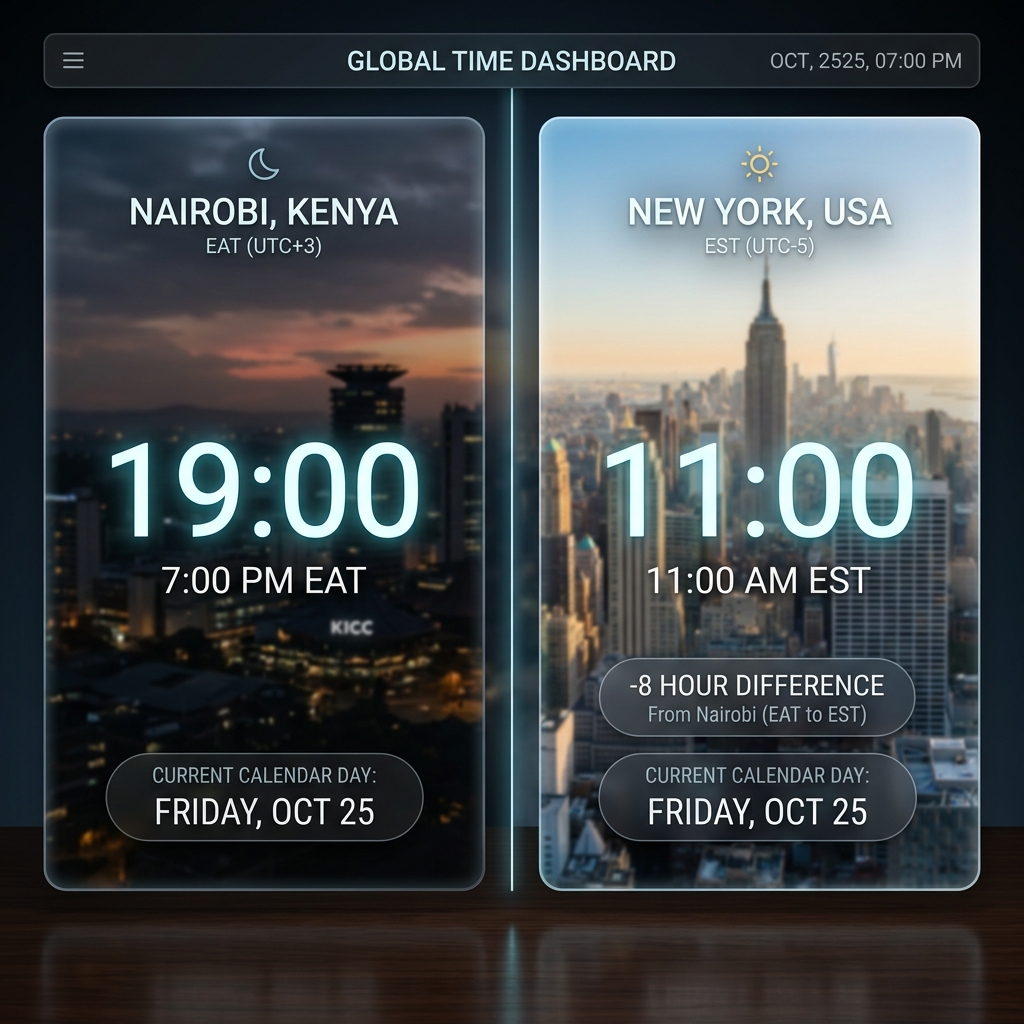 GLOBAL TIME DASHBOARD
OCT, 2525, 07:00 PM
NAIROBI, KENYA
EAT (UTC+3)
19:00
7:00 PM EAT
KICC
CURRENT CALENDAR DAY:
FRIDAY, OCT 25
NEW YORK, USA
EST (UTC-5)
11:00
11:00 AM EST
-8 HOUR DIFFERENCE
From Nairobi (EAT to EST)
CURRENT CALENDAR DAY:
FRIDAY, OCT 25